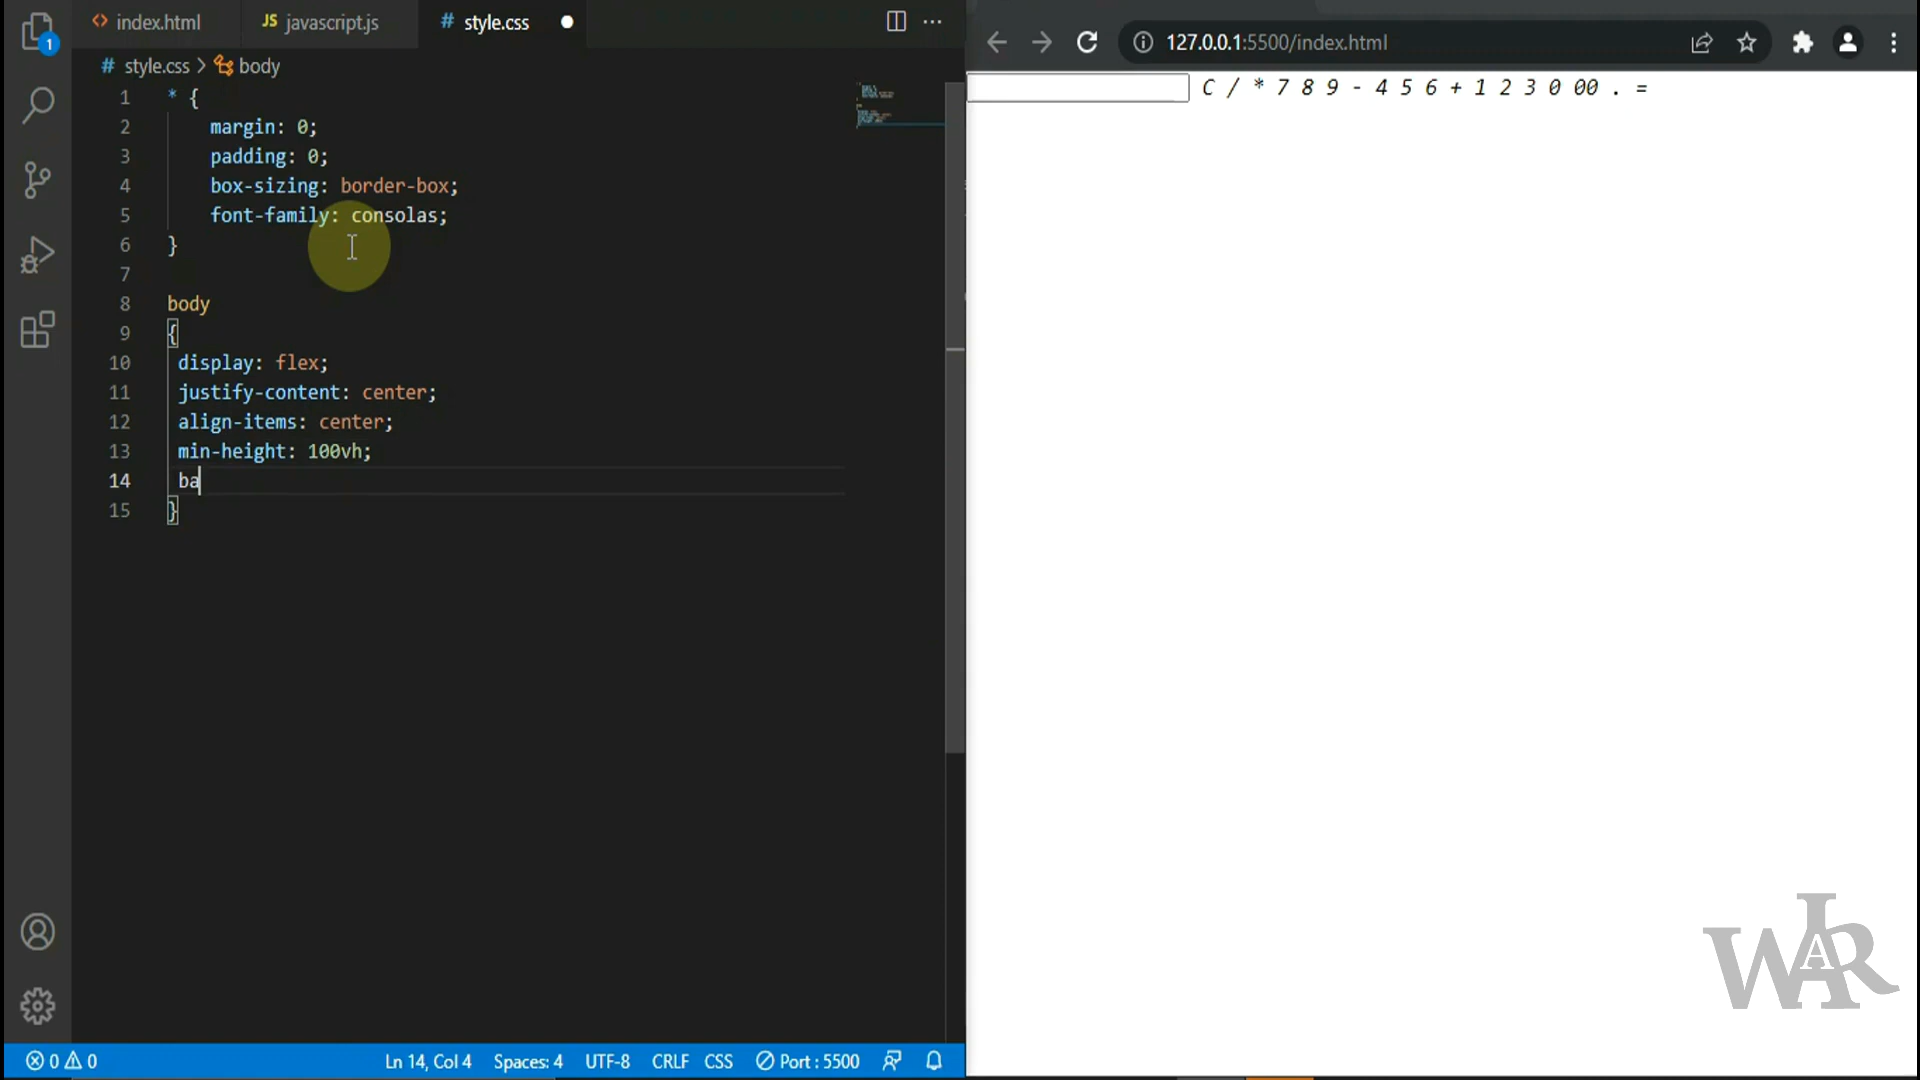 index.html
JS javascript.js
# style.css
1
# style.css > body
1 * {
2 margin: 0;
3 padding: 0;
4 box-sizing: border-box;
5 font-family: consolas;
6 }
7
8 body
9 {
10 display: flex;
11 justify-content: center;
12 align-items: center;
13 min-height: 100vh;
14 ba
15 }
0 0 Ln 14, Col 4 Spaces: 4 UTF-8 CRLF CSS Port : 5500
127.0.0.1:5500/index.html
C / * 7 8 9 - 4 5 6 + 1 2 3 0 00 . =
WAR